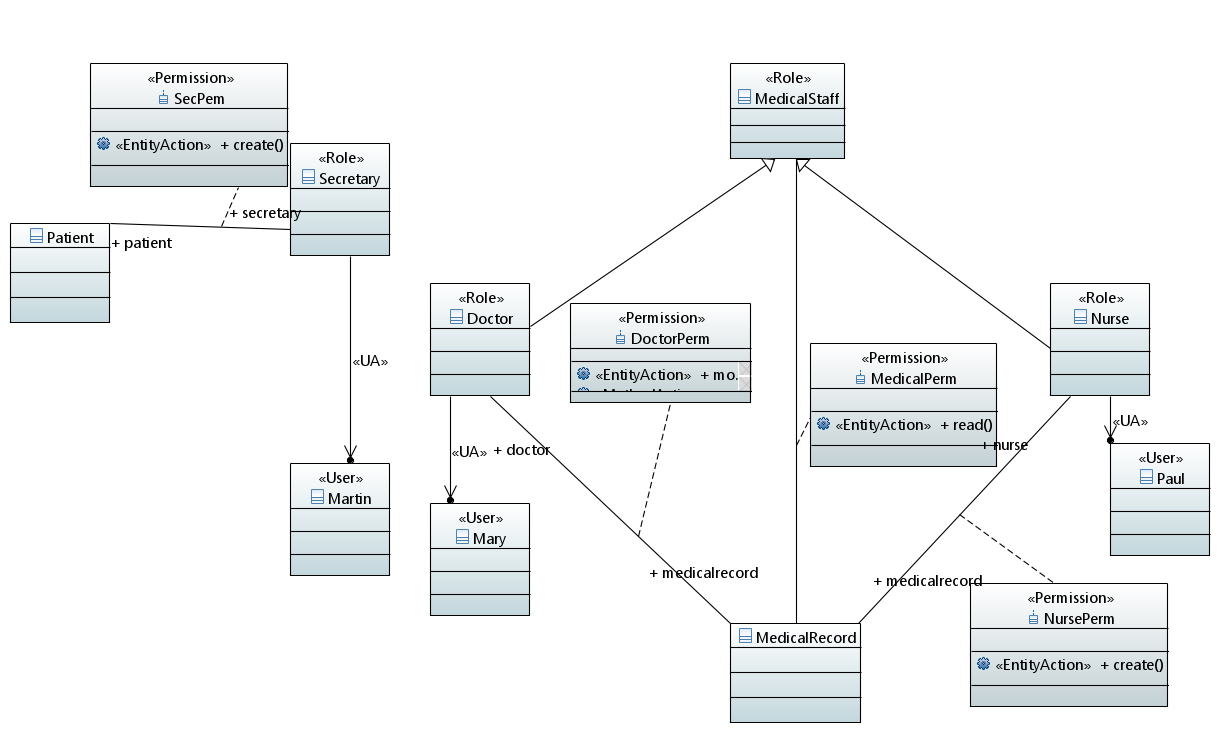 «Permission»
SecPem
«EntityAction» + create()
«Role»
Secretary
+ secretary
Patient
+ patient
«UA»
«User»
Martin
«Role»
MedicalStaff
«Role»
Doctor
«Permission»
DoctorPerm
«EntityAction» + mo.
«Permission»
MedicalPerm
«EntityAction» + read()
«Role»
Nurse
+ nurse
«UA»
«User»
Paul
«UA»
+ doctor
«User»
Mary
+ medicalrecord
+ medicalrecord
MedicalRecord
«Permission»
NursePerm
«EntityAction» + create()